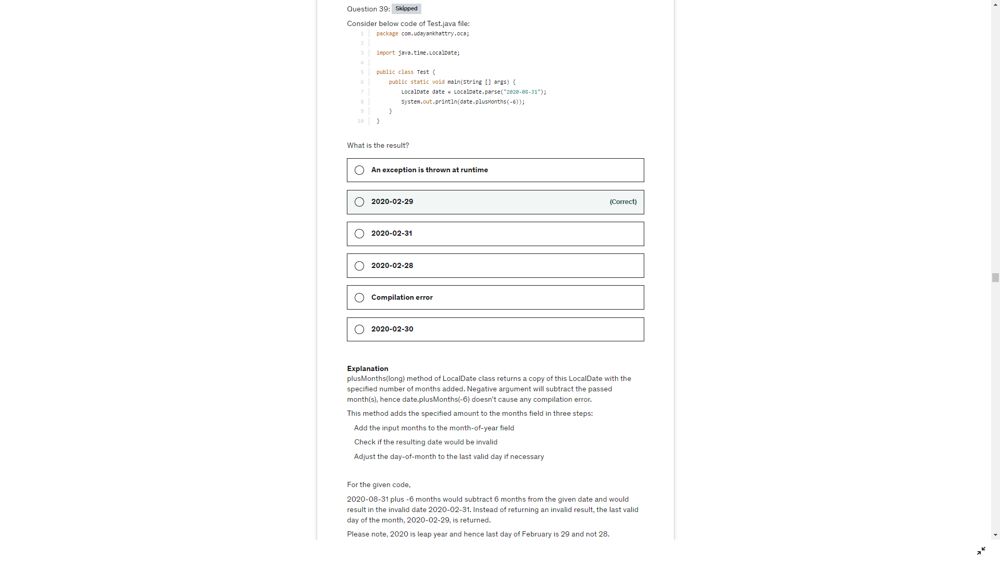 Question 39: Skipped
Consider below code of Test.java file:
1 package com.udayankhattry.oca;
2
3 import java.time.LocalDate;
4
5 public class Test {
6 public static void main(String [] args) {
7 LocalDate date = LocalDate.parse("2020-08-31");
8 System.out.println(date.plusMonths(-6));
9 }
10 }
What is the result?
An exception is thrown at runtime
2020-02-29 (Correct)
2020-02-31
2020-02-28
Compilation error
2020-02-30
Explanation
plusMonths(long) method of LocalDate class returns a copy of this LocalDate with the
specified number of months added. Negative argument will subtract the passed
month(s), hence date.plusMonths(-6) doesn't cause any compilation error.
This method adds the specified amount to the months field in three steps:
Add the input months to the month-of-year field
Check if the resulting date would be invalid
Adjust the day-of-month to the last valid day if necessary
For the given code,
2020-08-31 plus -6 months would subtract 6 months from the given date and would
result in the invalid date 2020-02-31. Instead of returning an invalid result, the last valid
day of the month, 2020-02-29, is returned.
Please note, 2020 is leap year and hence last day of February is 29 and not 28.